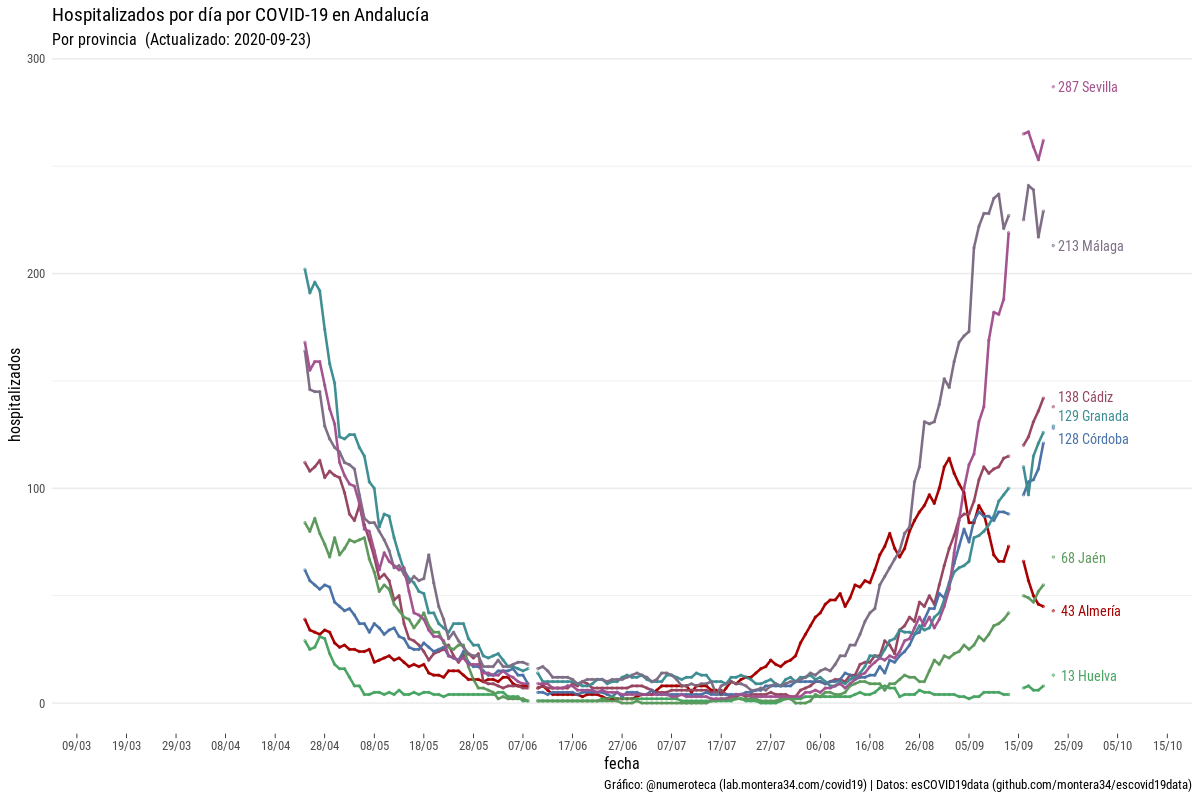 Hospitalizados por día por COVID-19 en Andalucía
Por provincia  (Actualizado: 2020-09-23)
300
287 Sevilla
213 Málaga
200
hospitalizados
138 Cádiz
129 Granada
128 Córdoba
100
68 Jaén
43 Almería
13 Huelva
0
09/03 19/03 29/03 08/04 18/04 28/04 08/05 18/05 28/05 07/06 17/06 27/06 07/07 17/07 27/07 06/08 16/08 26/08 05/09 15/09 25/09 05/10 15/10
fecha
Gráfico: @numeroteca (lab.montera34.com/covid19) | Datos: esCOVID19data (github.com/montera34/escovid19data)